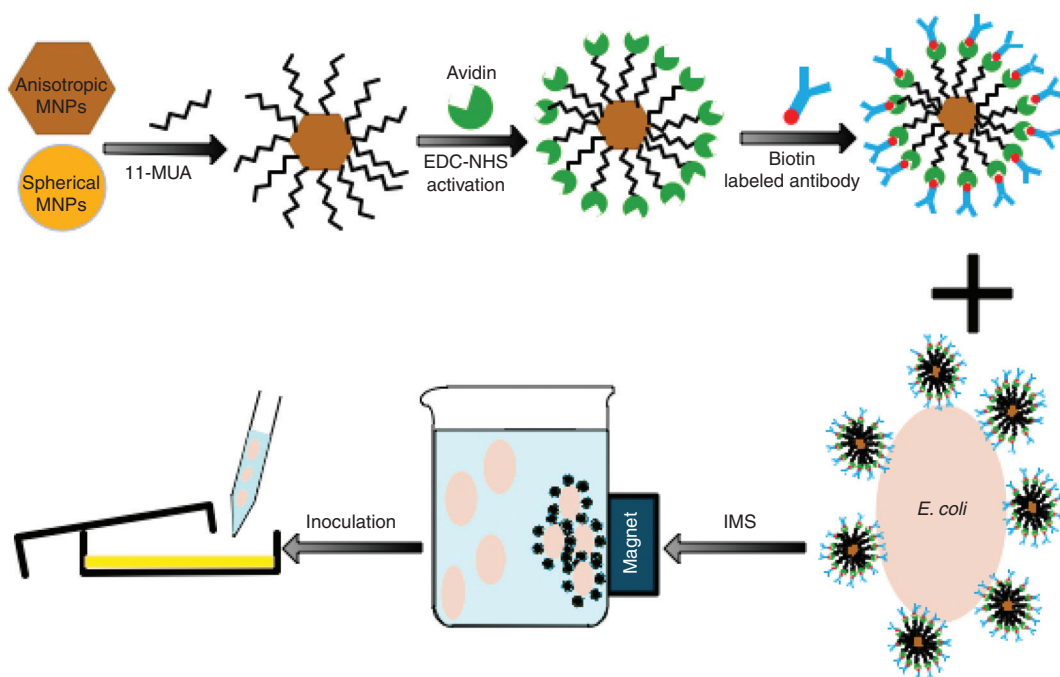 Anisotropic
MNPs
Spherical
MNPs
11-MUA
Avidin
EDC-NHS
activation
Biotin
labeled antibody
E. coli
IMS
Magnet
Inoculation